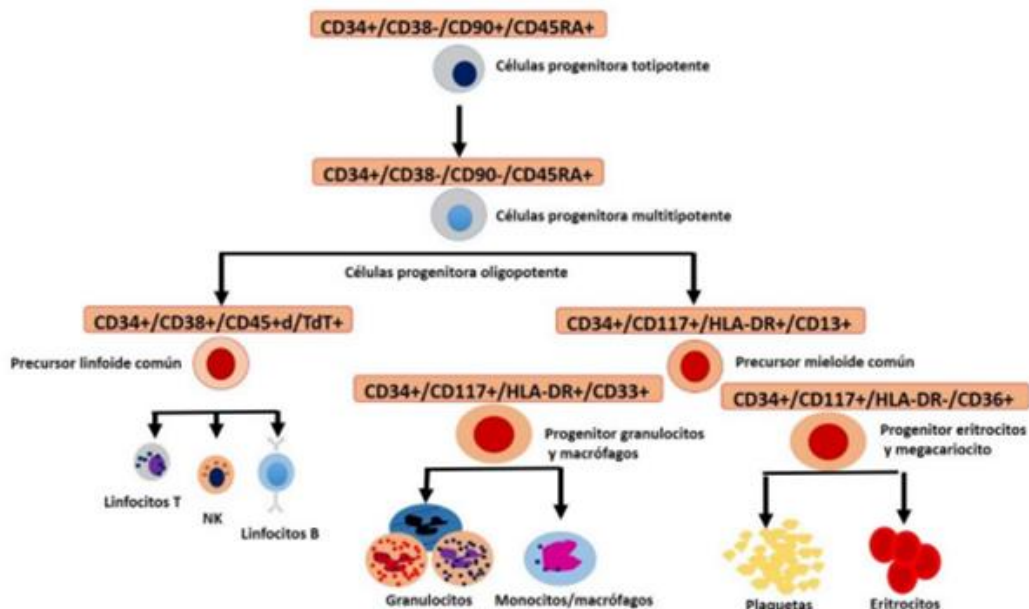 CD34+/CD38-/CD90+/CD45RA+
Células progenitora totipotente
CD34+/CD38-/CD90-/CD45RA+
Células progenitora multitipotente
Células progenitora oligopotente
CD34+/CD38+/CD45+d/TdT+
CD34+/CD117+/HLA-DR+/CD13+
Precursor linfoide común
Precursor mieloide común
CD34+/CD117+/HLA-DR+/CD33+
CD34+/CD117+/HLA-DR-/CD36+
Progenitor granulocitos
y macrófagos
Progenitor eritrocitos
y megacariocito
Linfocitos T
NK
Linfocitos B
Granulocitos
Monocitos/macrófagos
Plaquetas
Eritrocitos